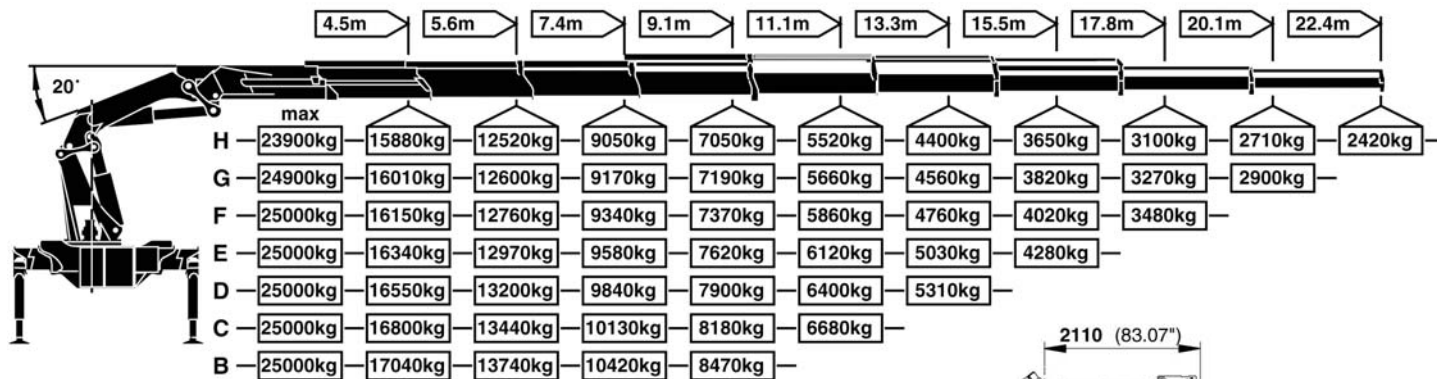 4.5m 5.6m 7.4m 9.1m 11.1m 13.3m 15.5m 17.8m 20.1m 22.4m
20°
max
H 23900kg 15880kg 12520kg 9050kg 7050kg 5520kg 4400kg 3650kg 3100kg 2710kg 2420kg
G 24900kg 16010kg 12600kg 9170kg 7190kg 5660kg 4560kg 3820kg 3270kg 2900kg
F 25000kg 16150kg 12760kg 9340kg 7370kg 5860kg 4760kg 4020kg 3480kg
E 25000kg 16340kg 12970kg 9580kg 7620kg 6120kg 5030kg 4280kg
D 25000kg 16550kg 13200kg 9840kg 7900kg 6400kg 5310kg
C 25000kg 16800kg 13440kg 10130kg 8180kg 6680kg
2110 (83.07")
B 25000kg 17040kg 13740kg 10420kg 8470kg